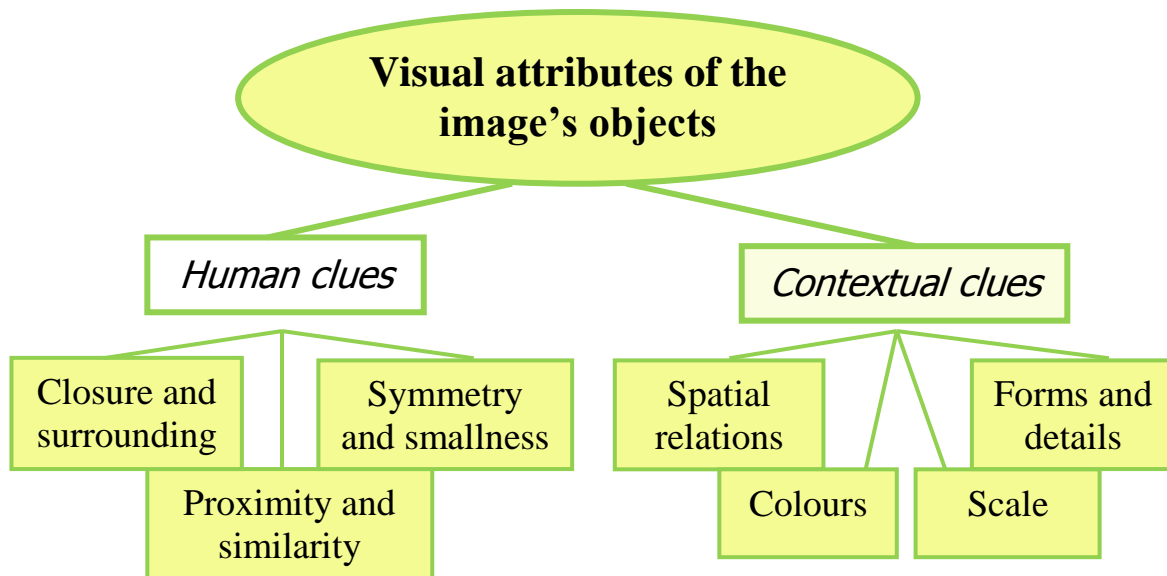 Visual attributes of the
image’s objects
Human clues
Contextual clues
Closure and
surrounding
Symmetry
and smallness
Proximity and
similarity
Spatial
relations
Forms and
details
Colours
Scale